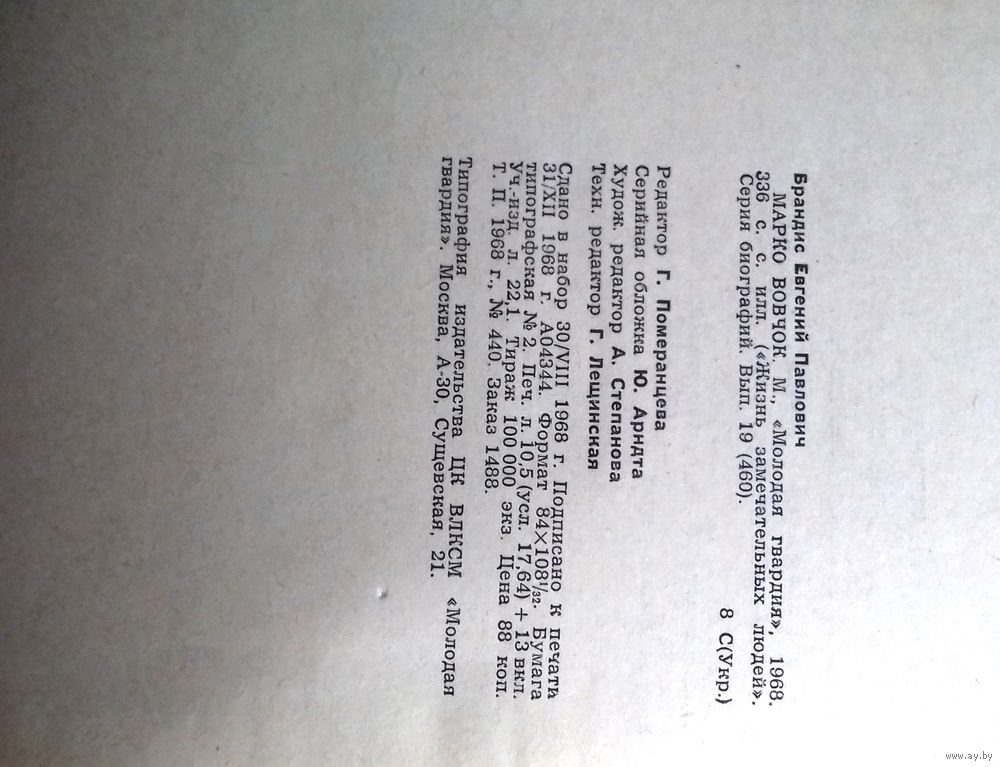 Брандис Евгений Павлович
МАРКО ВОВЧОК. М., «Молодая гвардия», 1968.
336 с. с. илл. («Жизнь замечательных людей».
Серия биографий. Вып. 19 (460).
8 С(Укр.)
Редактор Г. Померанцева
Серийная обложка Ю. Арндта
Худож. редактор А. Степанова
Техн. редактор Г. Лещинская
Сдано в набор 30/VIII 1968 г. Подписано к печати
31/XII 1968 г. А04344. Формат 84×108¹/₃₂. Бумага
типографская № 2. Печ. л. 10,5 (усл. 17,64) + 13 вкл.
Уч.-изд. л. 22,1. Тираж 100 000 экз. Цена 88 коп.
Т. П. 1968 г., № 440. Заказ 1488.
Типография издательства ЦК ВЛКСМ «Молодая
гвардия». Москва, А-30, Сущевская, 21.
www.ay.by